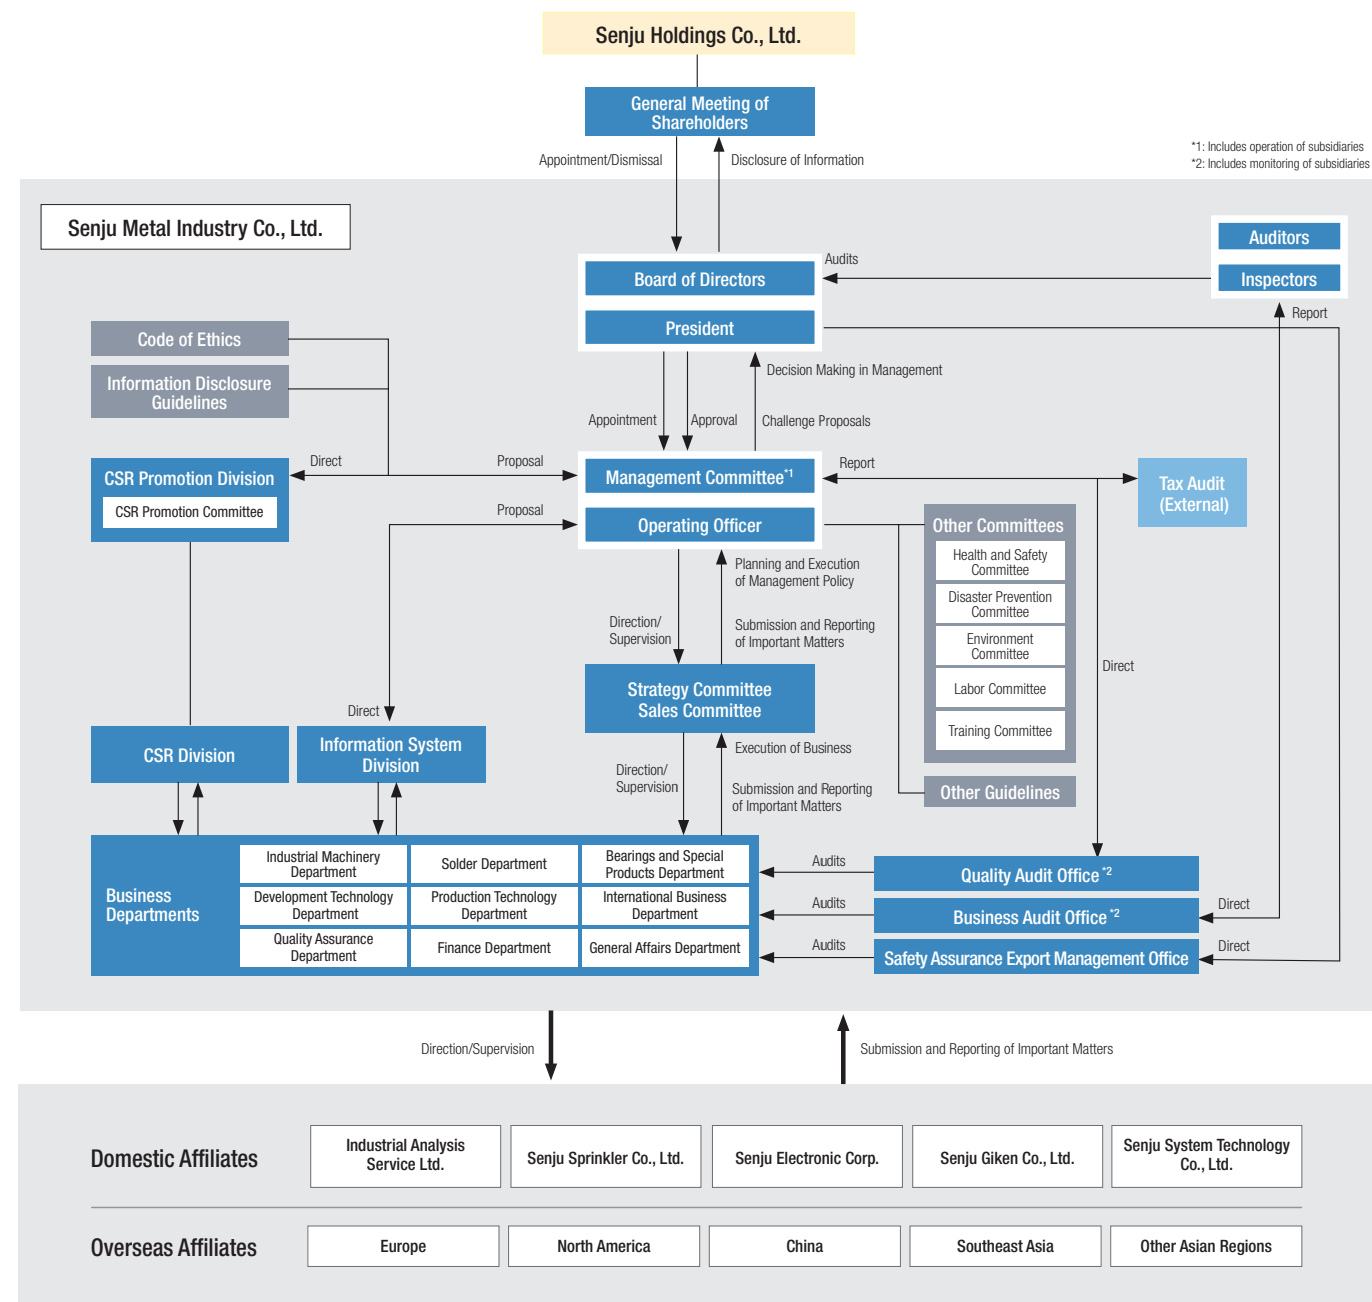 Senju Holdings Co., Ltd.
General Meeting of
Shareholders
Appointment/Dismissal
Disclosure of Information
*1: Includes operation of subsidiaries
*2: Includes monitoring of subsidiaries
Senju Metal Industry Co., Ltd.
Auditors
Inspectors
Audits
Board of Directors
President
Report
Code of Ethics
Information Disclosure
Guidelines
Decision Making in Management
Appointment
Approval
Challenge Proposals
Direct
Proposal
Report
CSR Promotion Division
CSR Promotion Committee
Management Committee*1
Operating Officer
Tax Audit
(External)
Proposal
Other Committees
Health and Safety
Committee
Disaster Prevention
Committee
Environment
Committee
Labor Committee
Training Committee
Planning and Execution
of Management Policy
Direction/
Supervision
Submission and Reporting
of Important Matters
Direct
Strategy Committee
Sales Committee
Direct
CSR Division
Information System
Division
Execution of Business
Direction/
Supervision
Submission and Reporting
of Important Matters
Other Guidelines
Business
Departments
Industrial Machinery
Department
Solder Department
Bearings and Special
Products Department
Development Technology
Department
Production Technology
Department
International Business
Department
Quality Assurance
Department
Finance Department
General Affairs Department
Audits
Quality Audit Office *2
Audits
Business Audit Office *2
Direct
Audits
Safety Assurance Export Management Office
Direct
Direction/Supervision
Submission and Reporting of Important Matters
Domestic Affiliates
Industrial Analysis
Service Ltd.
Senju Sprinkler Co., Ltd.
Senju Electronic Corp.
Senju Giken Co., Ltd.
Senju System Technology
Co., Ltd.
Overseas Affiliates
Europe
North America
China
Southeast Asia
Other Asian Regions